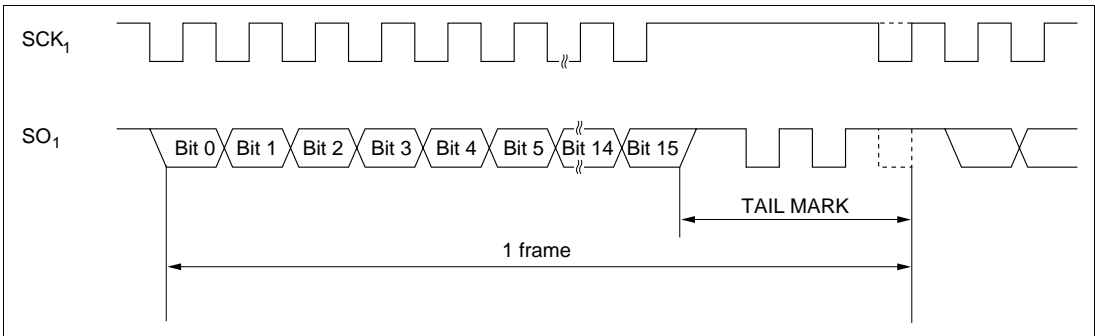 SCK1
SO1 Bit 0 Bit 1 Bit 2 Bit 3 Bit 4 Bit 5 Bit 14 Bit 15
TAIL MARK
1 frame